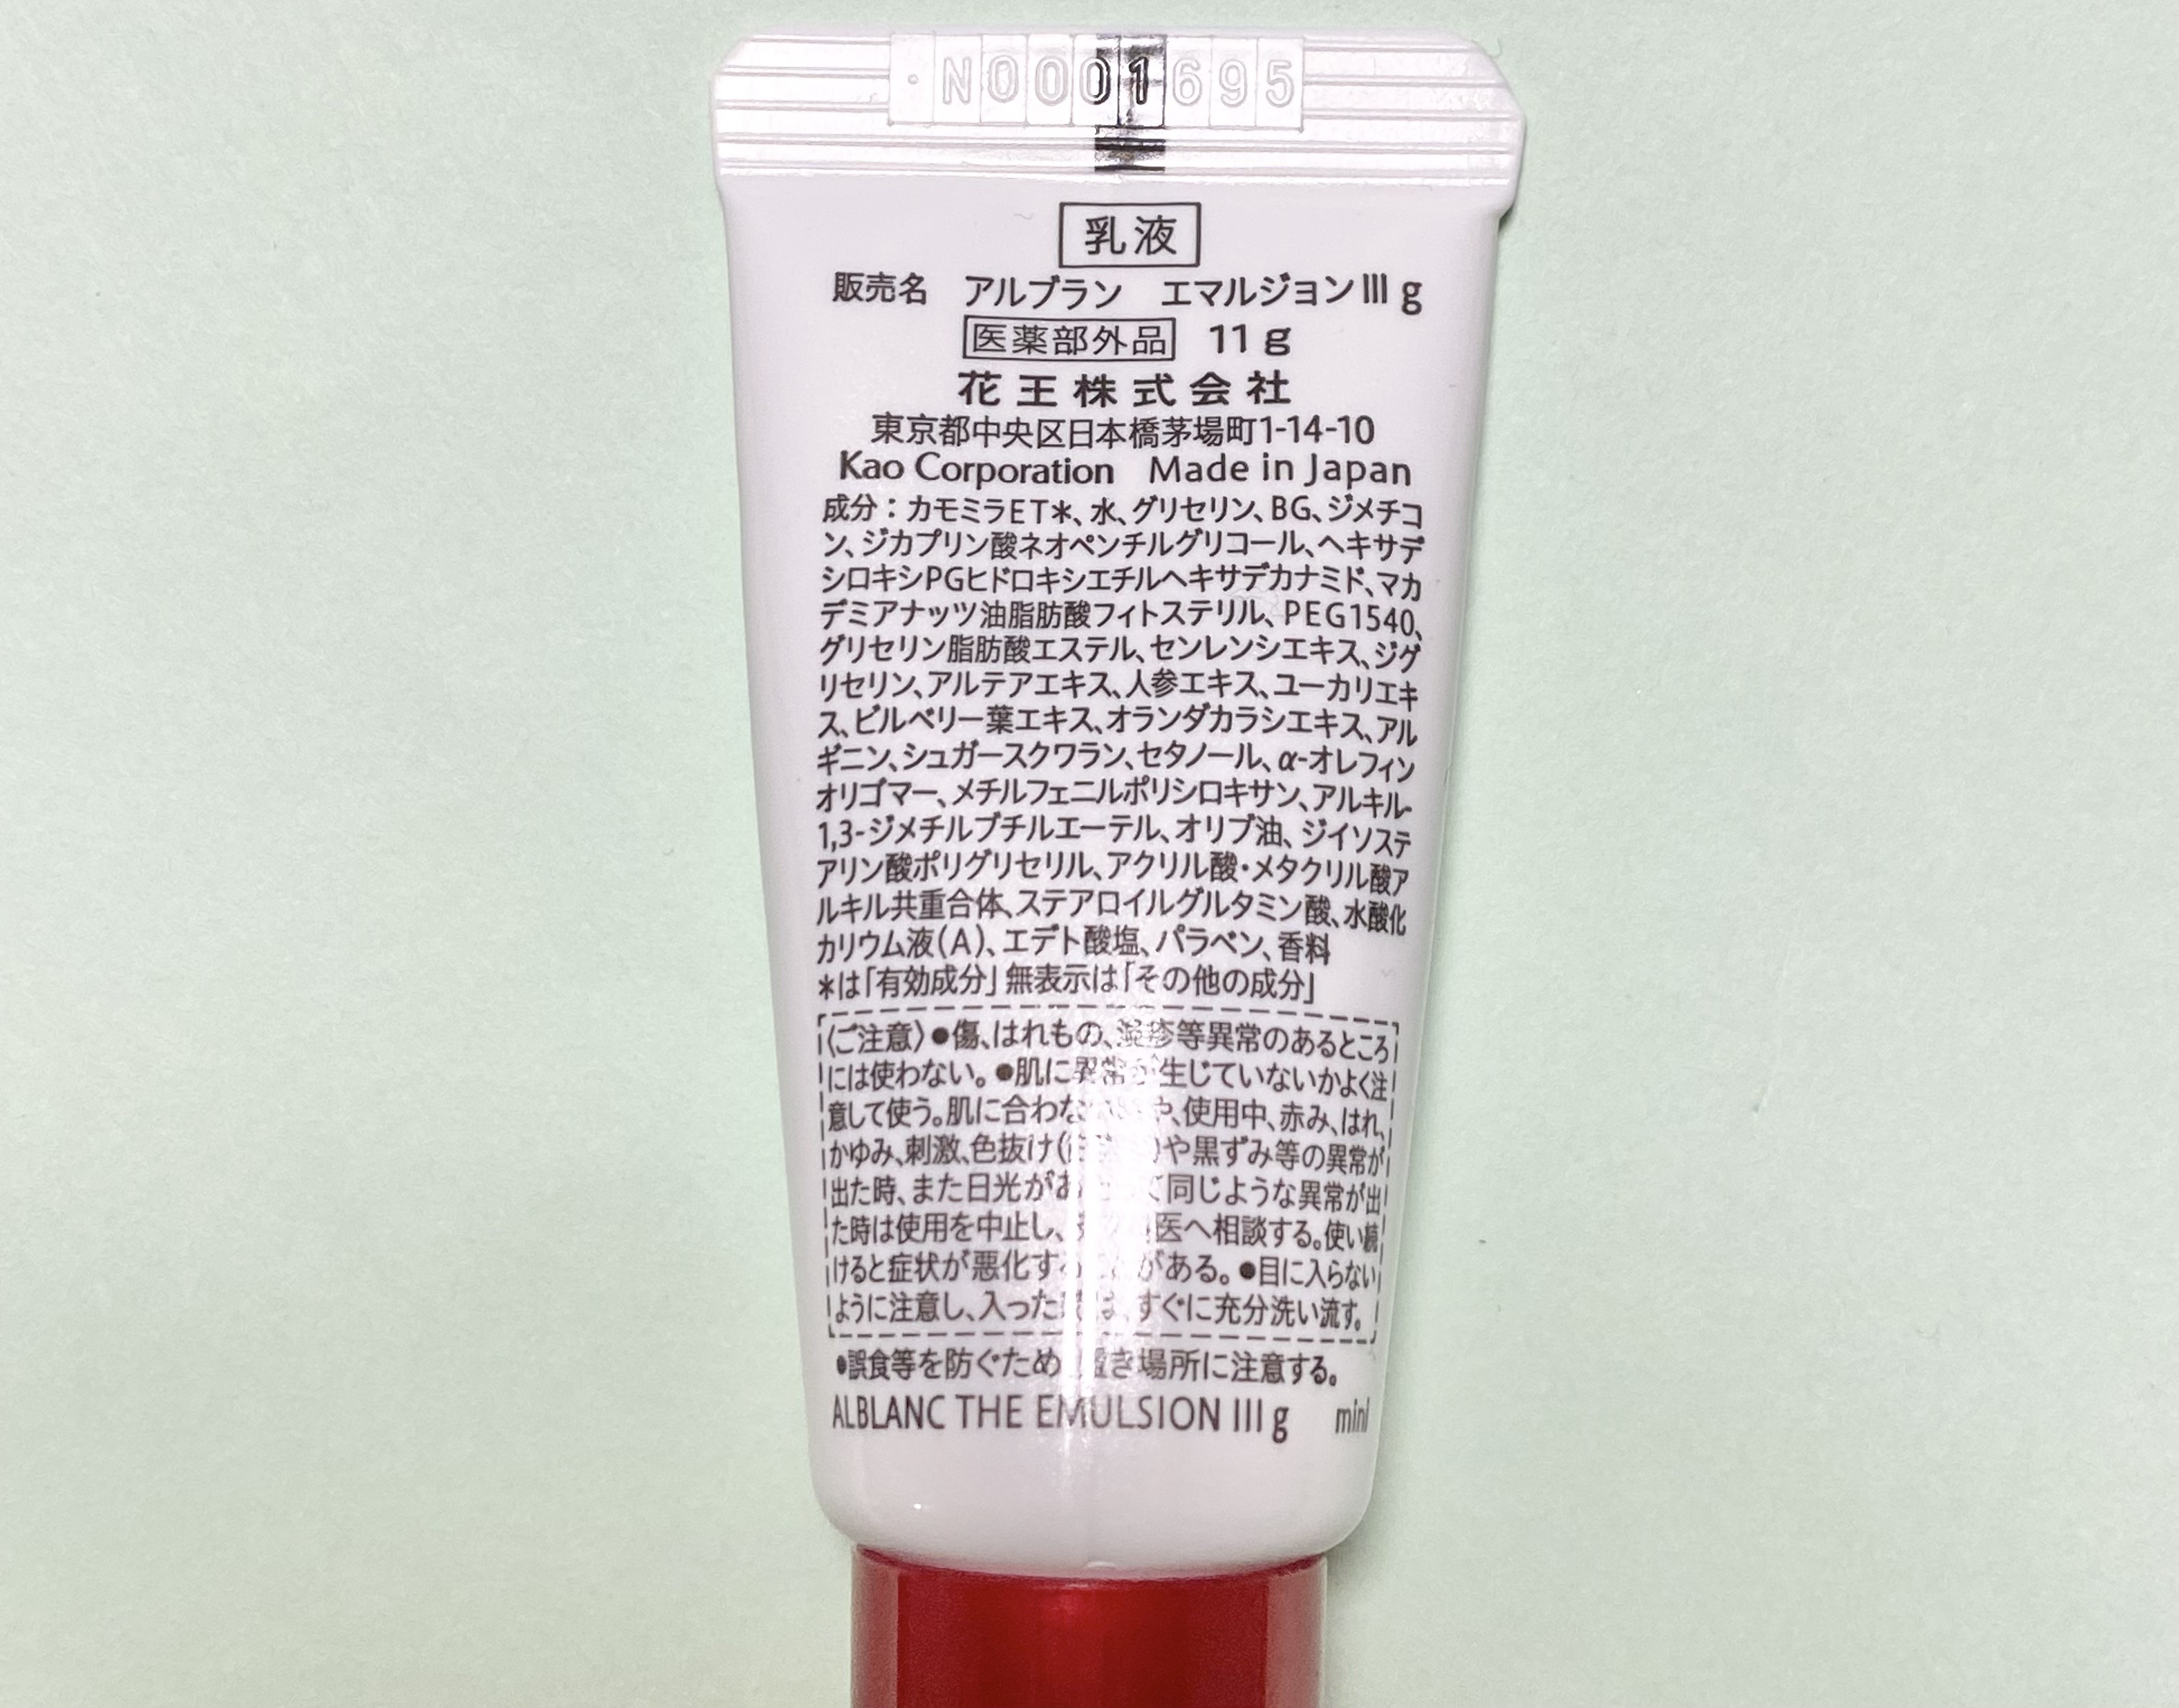 ・N0001695
乳液
販売名 アルブラン エマルジョンIII g
医薬部外品 11g
花王株式会社
東京都中央区日本橋茅場町1-14-10
Kao Corporation Made in Japan
成分：カモミラET＊、水、グリセリン、BG、ジメチコ
ン、ジカプリン酸ネオペンチルグリコール、ヘキサデ
シロキシPGヒドロキシエチルヘキサデカナミド、マカ
デミアナッツ油脂肪酸フィトステリル、PEG1540、
グリセリン脂肪酸エステル、センレンシエキス、ジグ
リセリン、アルテアエキス、人参エキス、ユーカリエキ
ス、ビルベリー葉エキス、オランダカラシエキス、アル
ギニン、シュガースクワラン、セタノール、α-オレフィン
オリゴマー、メチルフェニルポリシロキサン、アルキル-
1,3-ジメチルブチルエーテル、オリブ油、ジイソステ
アリン酸ポリグリセリル、アクリル酸・メタクリル酸ア
ルキル共重合体、ステアロイルグルタミン酸、水酸化
カリウム液(A)、エデト酸塩、パラベン、香料
＊は「有効成分」無表示は「その他の成分」
〈ご注意〉●傷、はれもの、湿疹等異常のあるところ
には使わない。●肌に異常が生じていないかよく注
意して使う。肌に合わな や、使用中、赤み、はれ、
かゆみ、刺激、色抜け( )や黒ずみ等の異常が
出た時、また日光があ て同じような異常が出
た時は使用を中止し、 医へ相談する。使い続
けると症状が悪化す がある。●目に入らない
ように注意し、入った時は、すぐに充分洗い流す。
●誤食等を防ぐため 置き場所に注意する。
ALBLANC THE EMULSION III g mini